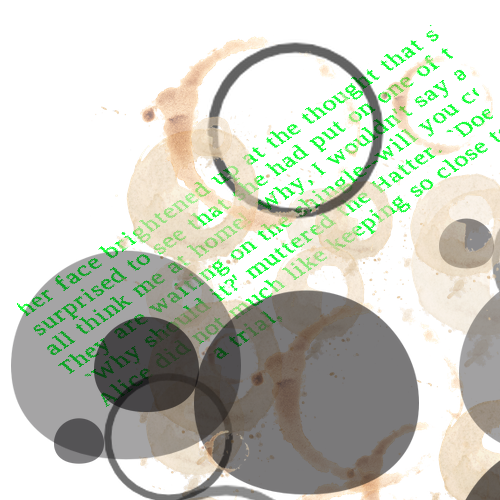 her face brightened up at the thought that s
surprised to see that she had put on one of t
all think me at home! Why, I wouldn't say a
They are waiting on the shingle—will you c
'Why should it?' muttered the Hatter. 'Doe
Alice did not much like keeping so close t
a trial,